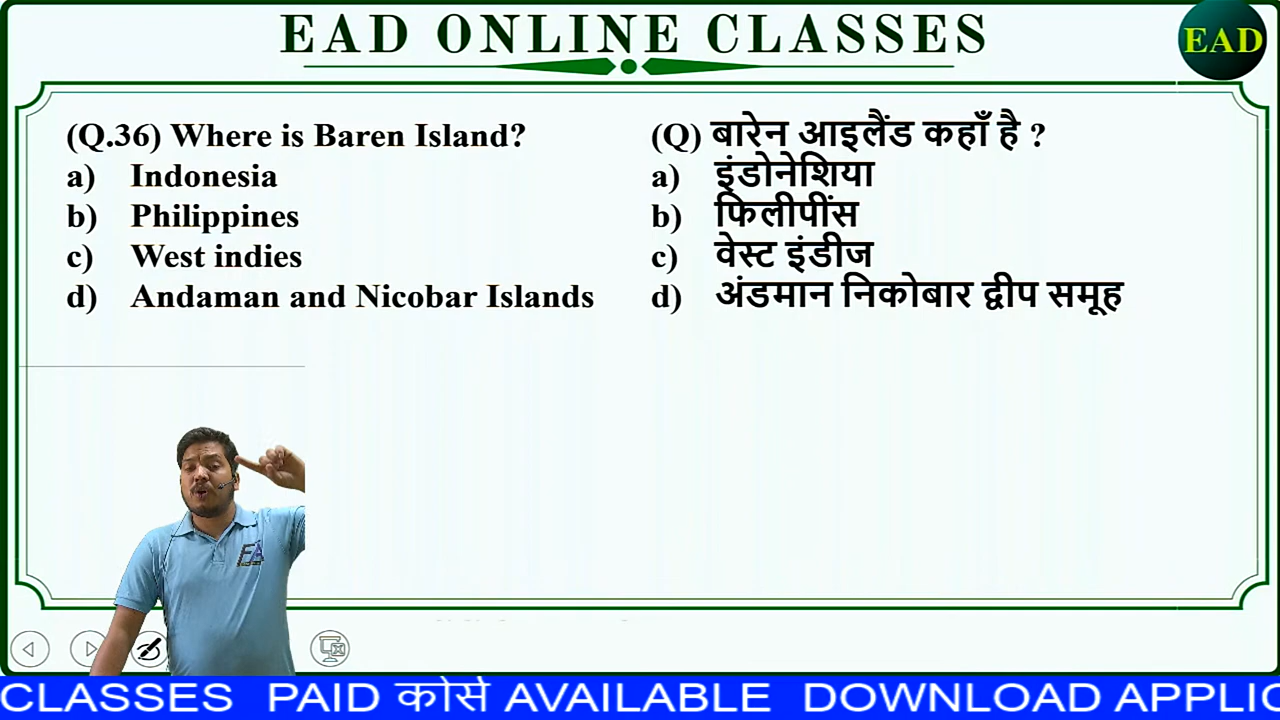 EAD ONLINE CLASSES
EAD
(Q.36) Where is Baren Island?
a) Indonesia
b) Philippines
c) West indies
d) Andaman and Nicobar Islands
(Q) बारेन आइलैंड कहाँ है ?
a) इंडोनेशिया
b) फिलीपींस
c) वेस्ट इंडीज
d) अंडमान निकोबार द्वीप समूह
CLASSES PAID कोर्स AVAILABLE DOWNLOAD APPLIC